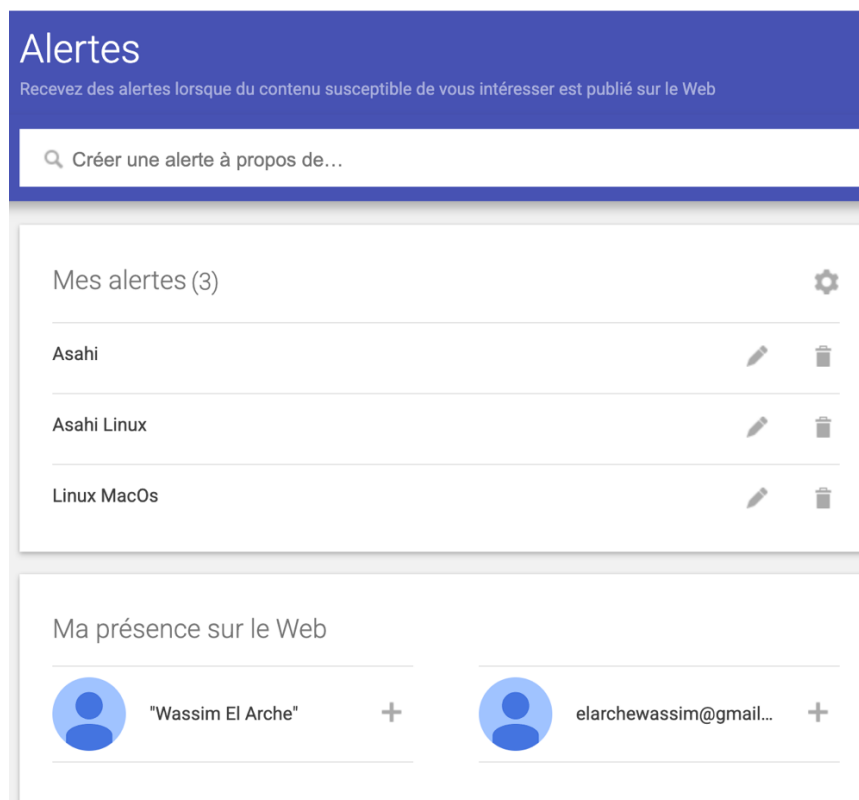 Alertes
Recevez des alertes lorsque du contenu susceptible de vous intéresser est publié sur le Web
Créer une alerte à propos de…
Mes alertes (3)
Asahi
Asahi Linux
Linux MacOs
Ma présence sur le Web
"Wassim El Arche"
elarchewassim@gmail...